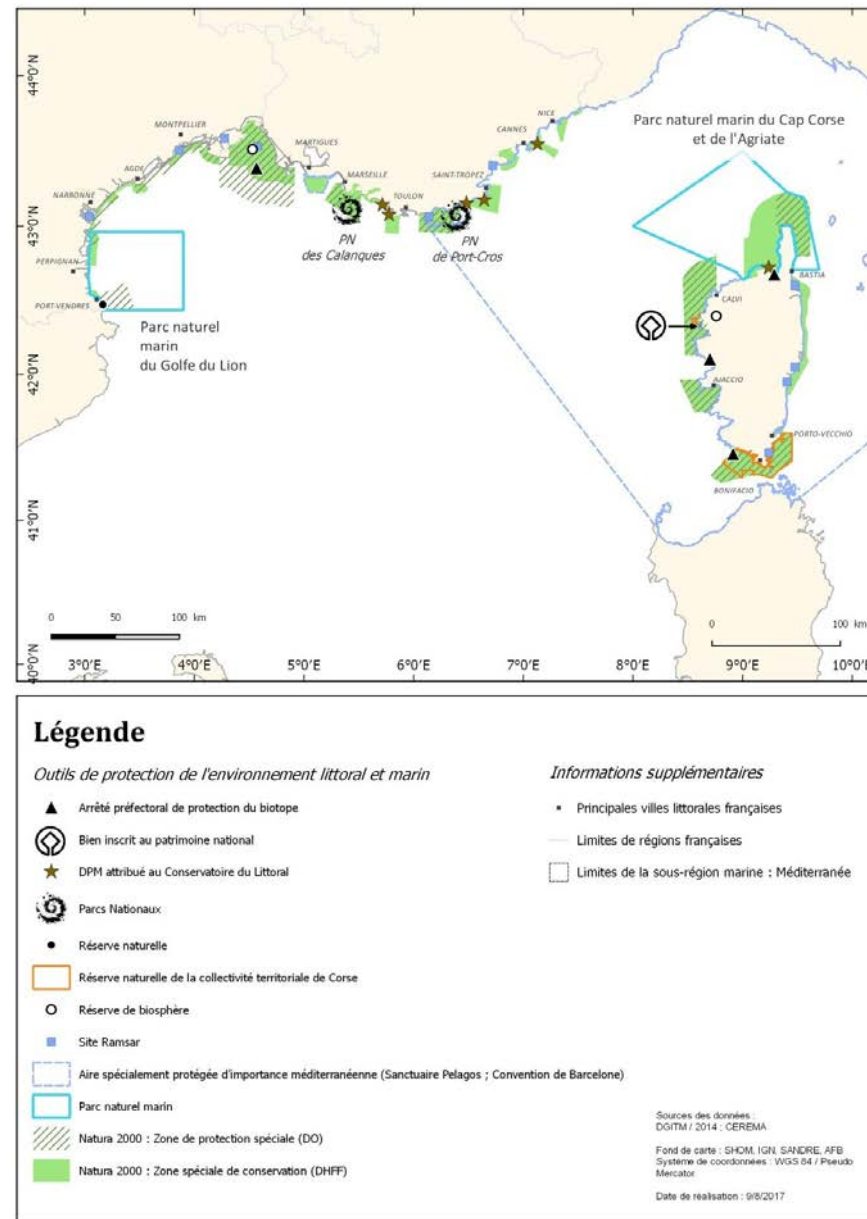 44°0'N
43°0'N
42°0'N
41°0'N
40°0'N
MONTPELLIER
AGDE
NARBONNE
PERPIGNAN
PORT-VENDRES
MARTIGUES
MARSEILLE
TOULON
SAINT-TROPEZ
CANNES
NICE
PN
des Calanques
PN
de Port-Cros
Parc naturel
marin
du Golfe du Lion
Parc naturel marin du Cap Corse
et de l'Agriate
BASTIA
CALVI
AJACCIO
PORTO-VECCHIO
BONIFACIO
0 50 100 km
0 100 km
3°0'E 4°0'E 5°0'E 6°0'E 7°0'E 8°0'E 9°0'E 10°0'E
Légende
Outils de protection de l'environnement littoral et marin
Arrêté préfectoral de protection du biotope
Bien inscrit au patrimoine national
DPM attribué au Conservatoire du Littoral
Parcs Nationaux
Réserve naturelle
Réserve naturelle de la collectivité territoriale de Corse
Réserve de biosphère
Site Ramsar
Aire spécialement protégée d'importance méditerranéenne (Sanctuaire Pelagos ; Convention de Barcelone)
Parc naturel marin
Natura 2000 : Zone de protection spéciale (DO)
Natura 2000 : Zone spéciale de conservation (DHFF)
Informations supplémentaires
Principales villes littorales françaises
Limites de régions françaises
Limites de la sous-région marine : Méditerranée
Sources des données :
DGITM / 2014 ; CEREMA
Fond de carte : SHOM, IGN, SANDRE, AFB
Système de coordonnées : WGS 84 / Pseudo
Mercator
Date de realisation : 9/8/2017